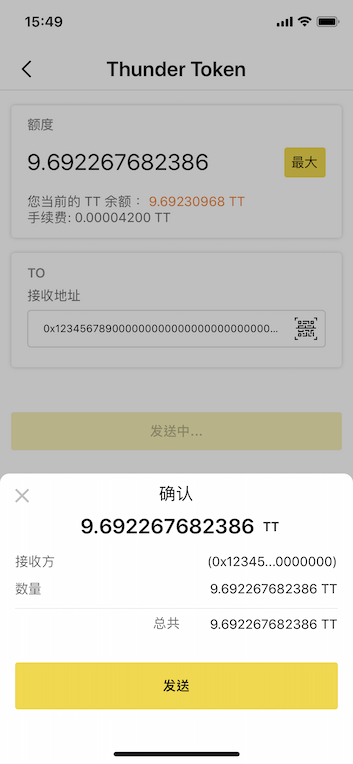 15:49
Thunder Token
额度
9.692267682386
最大
您当前的 TT 余额： 9.69230968 TT
手续费: 0.00004200 TT
TO
接收地址
0x12345678900000000000000000000000...
发送中...
确认
9.692267682386 TT
接收方 (0x12345...0000000)
数量 9.692267682386 TT
总共 9.692267682386 TT
发送